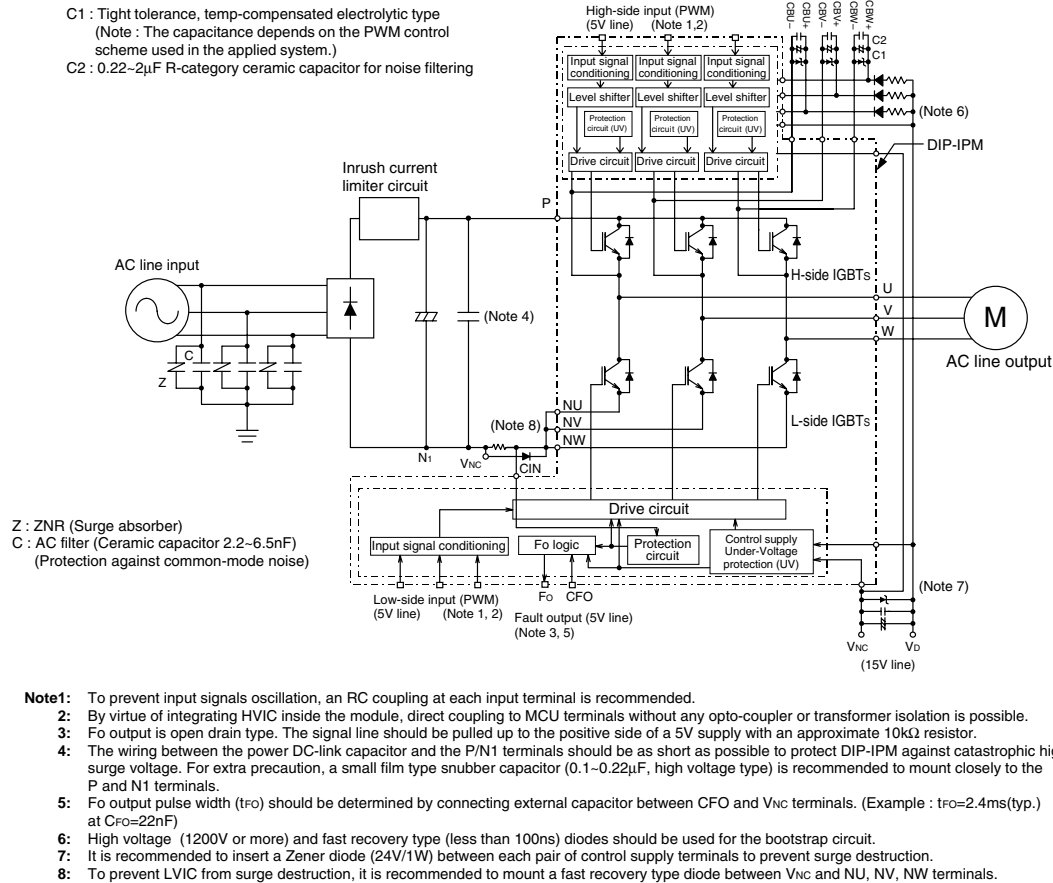 C1 : Tight tolerance, temp-compensated electrolytic type
(Note : The capacitance depends on the PWM control
scheme used in the applied system.)
C2 : 0.22~2μF R-category ceramic capacitor for noise filtering
High-side input (PWM)
(5V line) (Note 1,2)
CBU–
CBU+
CBV–
CBV+
CBW–
CBW+
C2
C1
Input signal conditioning
Input signal conditioning
Input signal conditioning
Level shifter
Level shifter
Level shifter
Protection circuit (UV)
Protection circuit (UV)
Protection circuit (UV)
Drive circuit
Drive circuit
Drive circuit
(Note 6)
DIP-IPM
Inrush current
limiter circuit
P
AC line input
H-side IGBTs
U
V
W
M
AC line output
(Note 4)
C
Z
NU
NV
NW
(Note 8)
L-side IGBTs
N1
VNC
CIN
Drive circuit
Z : ZNR (Surge absorber)
C : AC filter (Ceramic capacitor 2.2~6.5nF)
(Protection against common-mode noise)
Input signal conditioning
Fo logic
Protection
circuit
Control supply
Under-Voltage
protection (UV)
Low-side input (PWM)
(5V line) (Note 1, 2)
FO CFO
Fault output (5V line)
(Note 3, 5)
(Note 7)
VNC VD
(15V line)
Note1: To prevent input signals oscillation, an RC coupling at each input terminal is recommended.
2: By virtue of integrating HVIC inside the module, direct coupling to MCU terminals without any opto-coupler or transformer isolation is possible.
3: Fo output is open drain type. The signal line should be pulled up to the positive side of a 5V supply with an approximate 10kΩ resistor.
4: The wiring between the power DC-link capacitor and the P/N1 terminals should be as short as possible to protect DIP-IPM against catastrophic hi
surge voltage. For extra precaution, a small film type snubber capacitor (0.1~0.22μF, high voltage type) is recommended to mount closely to the
P and N1 terminals.
5: Fo output pulse width (tFO) should be determined by connecting external capacitor between CFO and VNC terminals. (Example : tFO=2.4ms(typ.)
at CFO=22nF)
6: High voltage (1200V or more) and fast recovery type (less than 100ns) diodes should be used for the bootstrap circuit.
7: It is recommended to insert a Zener diode (24V/1W) between each pair of control supply terminals to prevent surge destruction.
8: To prevent LVIC from surge destruction, it is recommended to mount a fast recovery type diode between VNC and NU, NV, NW terminals.